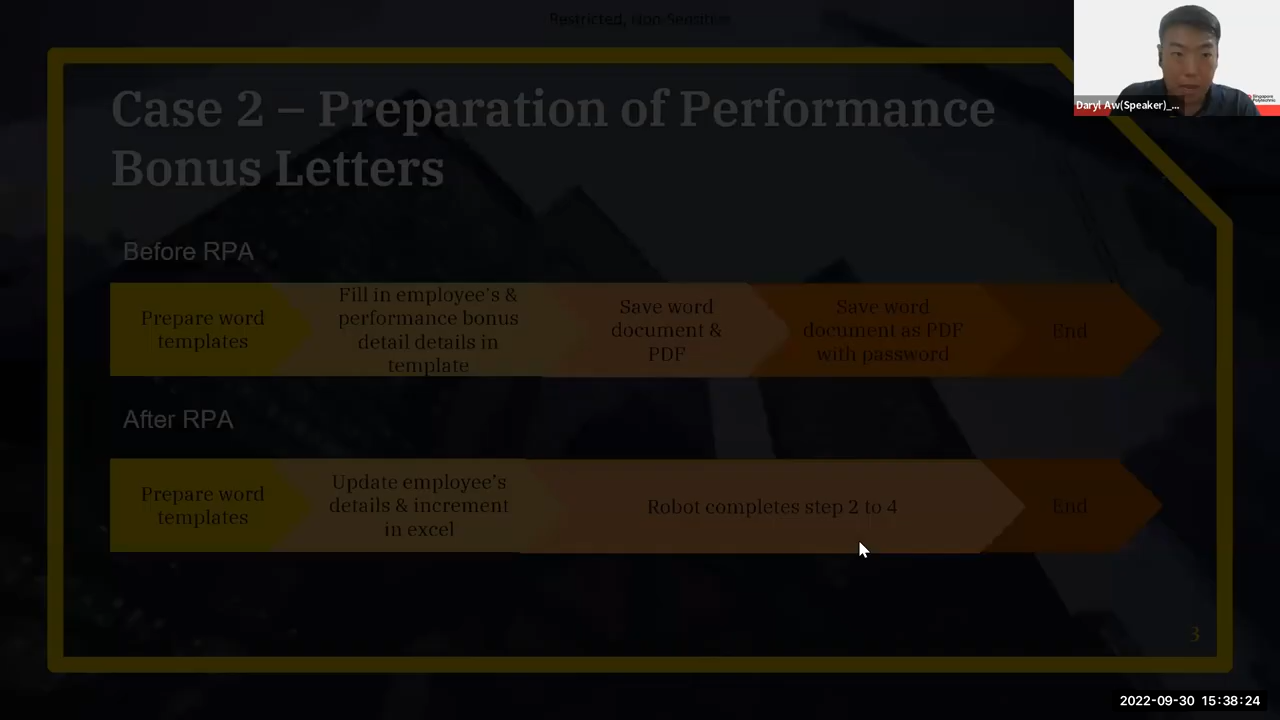 Restricted, Non-Sensitive
Case 2 – Preparation of Performance
Bonus Letters
Daryl Aw(Speaker)_...
Singapore
Polytechnic
Before RPA
Prepare word
templates
Fill in employee's &
performance bonus
detail details in
template
Save word
document &
PDF
Save word
document as PDF
with password
End
After RPA
Prepare word
templates
Update employee's
details & increment
in excel
Robot completes step 2 to 4
End
3
2022-09-30 15:38:24